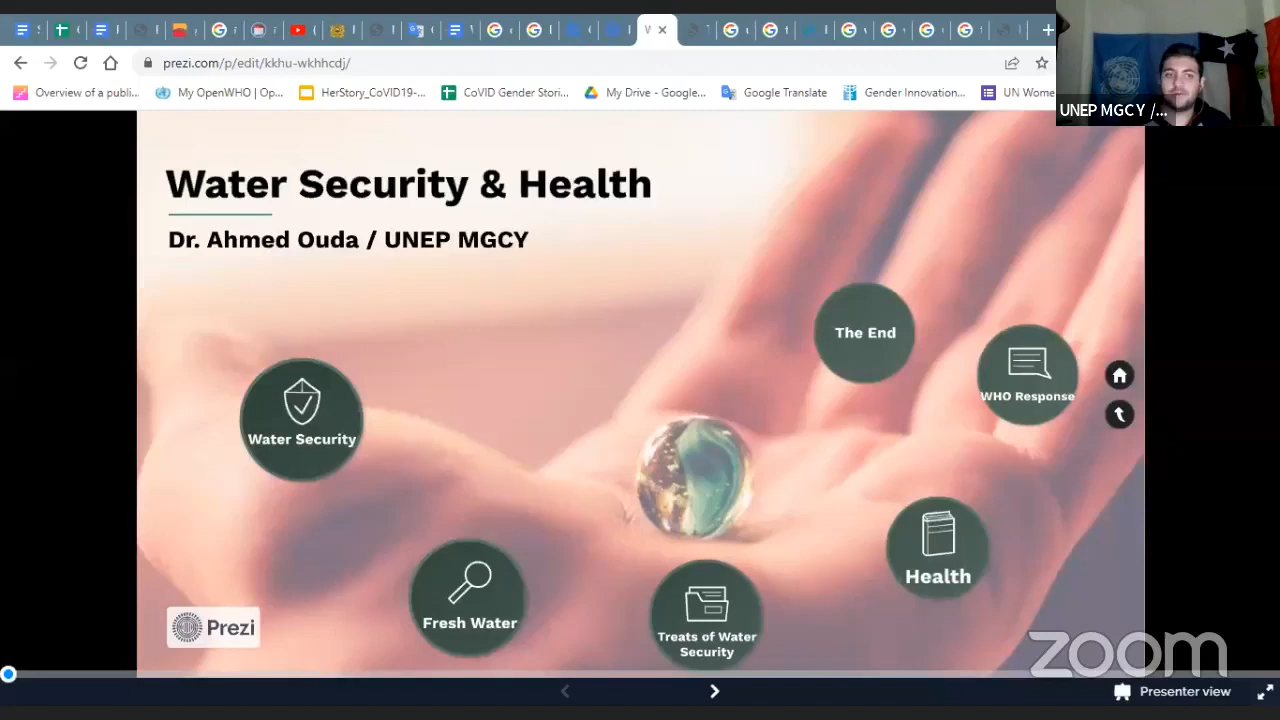 prezi.com/p/edit/kkhu-wkhhcdj/
Overview of a publi...
My OpenWHO | Op...
HerStory_CoVID19-...
CoVID Gender Stori...
My Drive - Google...
Google Translate
Gender Innovation...
UN Wome
UNEP MGCY /...
Water Security & Health
Dr. Ahmed Ouda / UNEP MGCY
The End
WHO Response
Water Security
Health
Fresh Water
Treats of Water
Security
Prezi
zoom
Presenter view